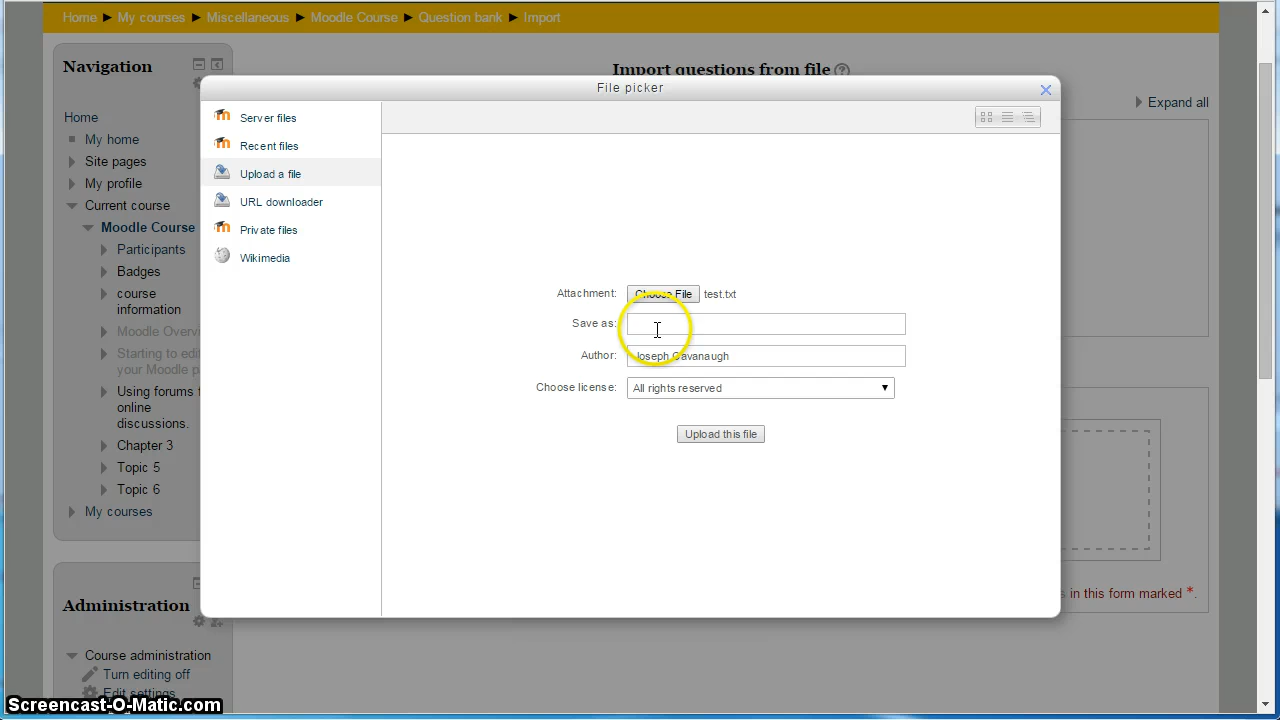 Home ▶ My courses ▶ Miscellaneous ▶ Moodle Course ▶ Question bank ▶ Import
Navigation
Home
My home
Site pages
My profile
Current course
Moodle Course
Participants
Badges
course
information
Moodle Overv
Starting to edi
your Moodle p
Using forums f
online
discussions.
Chapter 3
Topic 5
Topic 6
My courses
Administration
Course administration
Turn editing off
Edit settings
Import questions from file
Expand all
File picker
Server files
Recent files
Upload a file
URL downloader
Private files
Wikimedia
Attachment: Choose File test.txt
Save as:
Author: Joseph Cavanaugh
Choose license: All rights reserved
Upload this file
in this form marked *.
Screencast-O-Matic.com